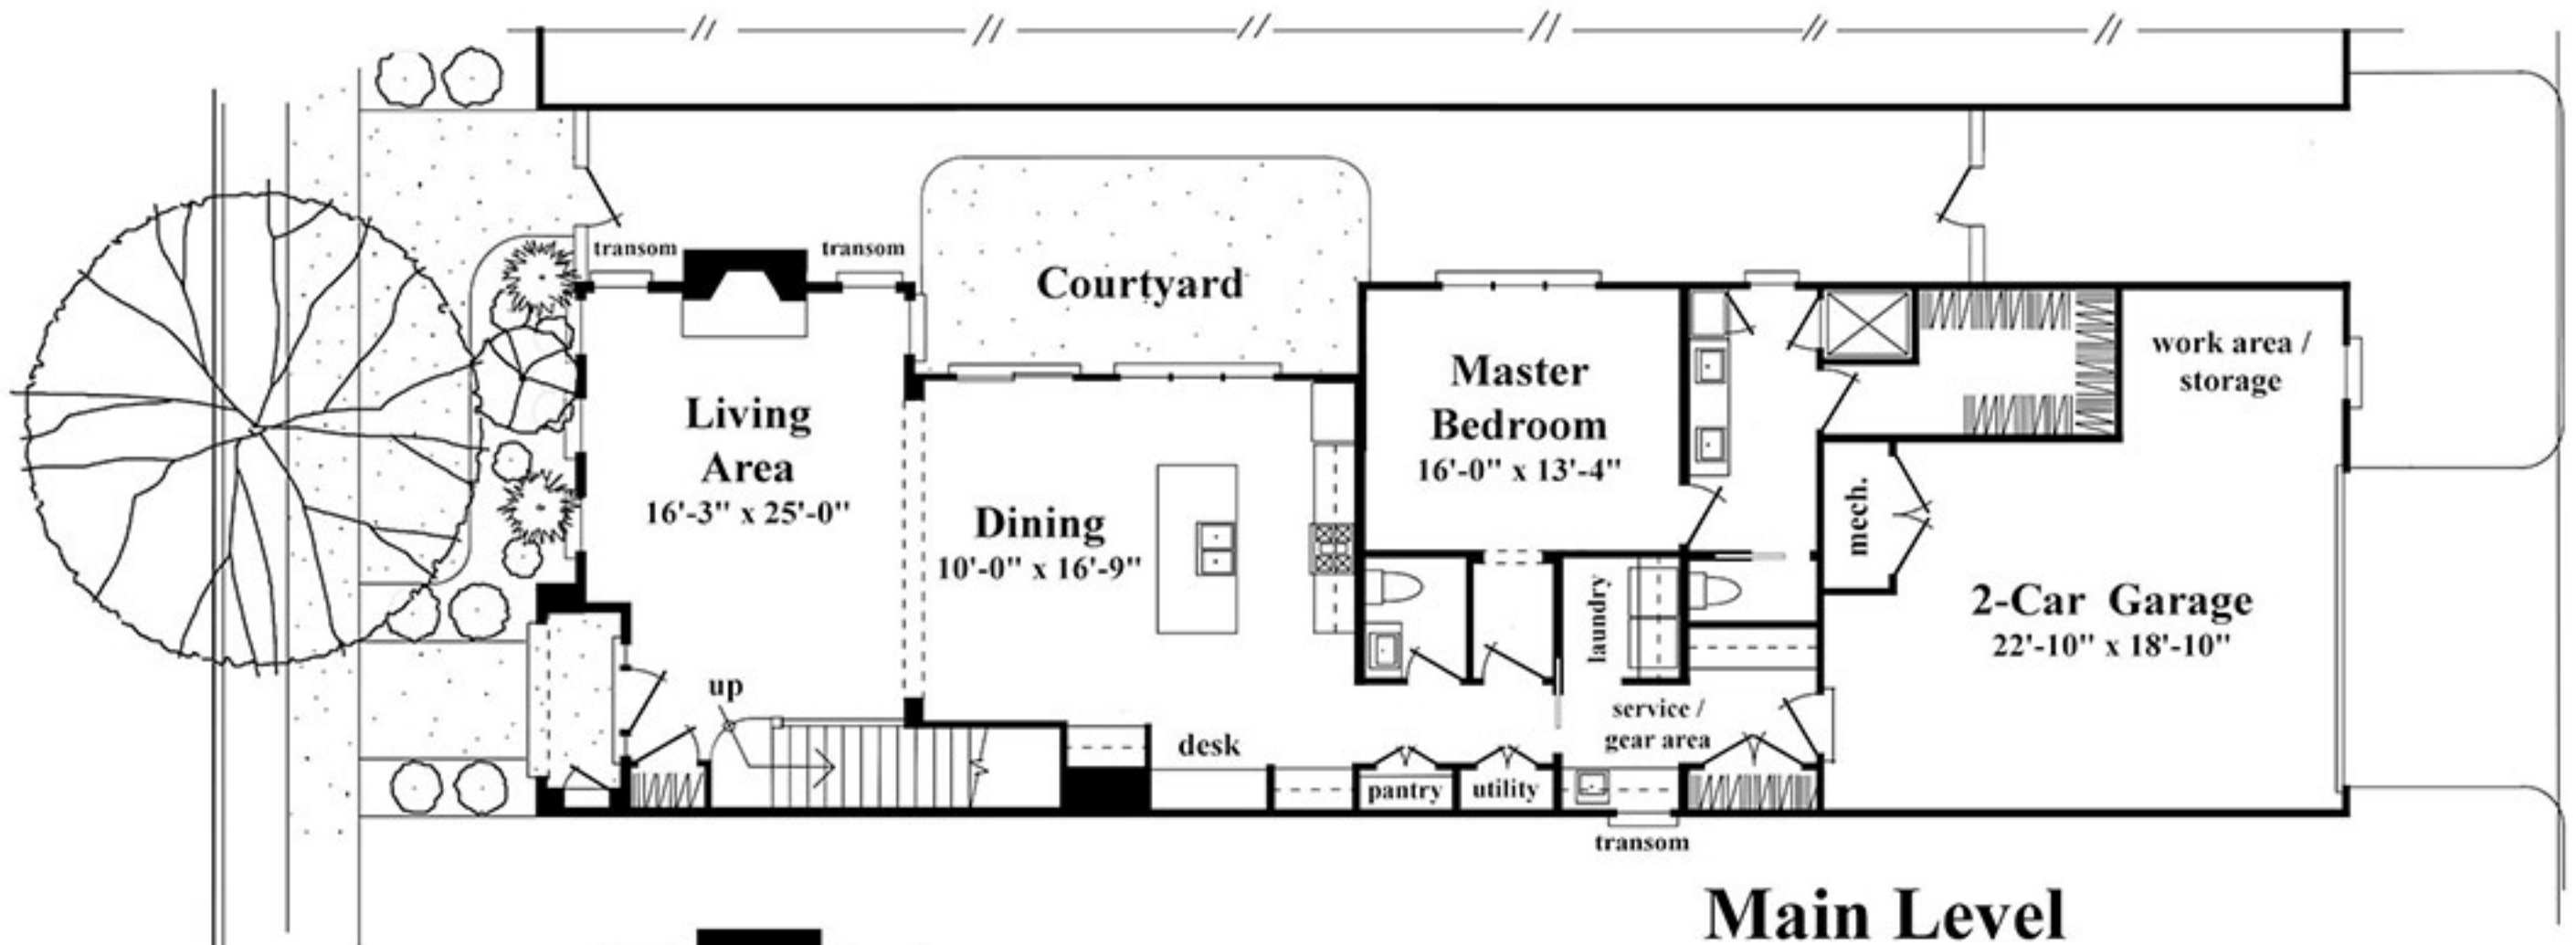 transom
transom
Courtyard
Living
Area
16'-3" x 25'-0"
Dining
10'-0" x 16'-9"
Master
Bedroom
16'-0" x 13'-4"
work area /
storage
mech.
2-Car Garage
22'-10" x 18'-10"
laundry
up
desk
service /
gear area
pantry
utility
transom
Main Level